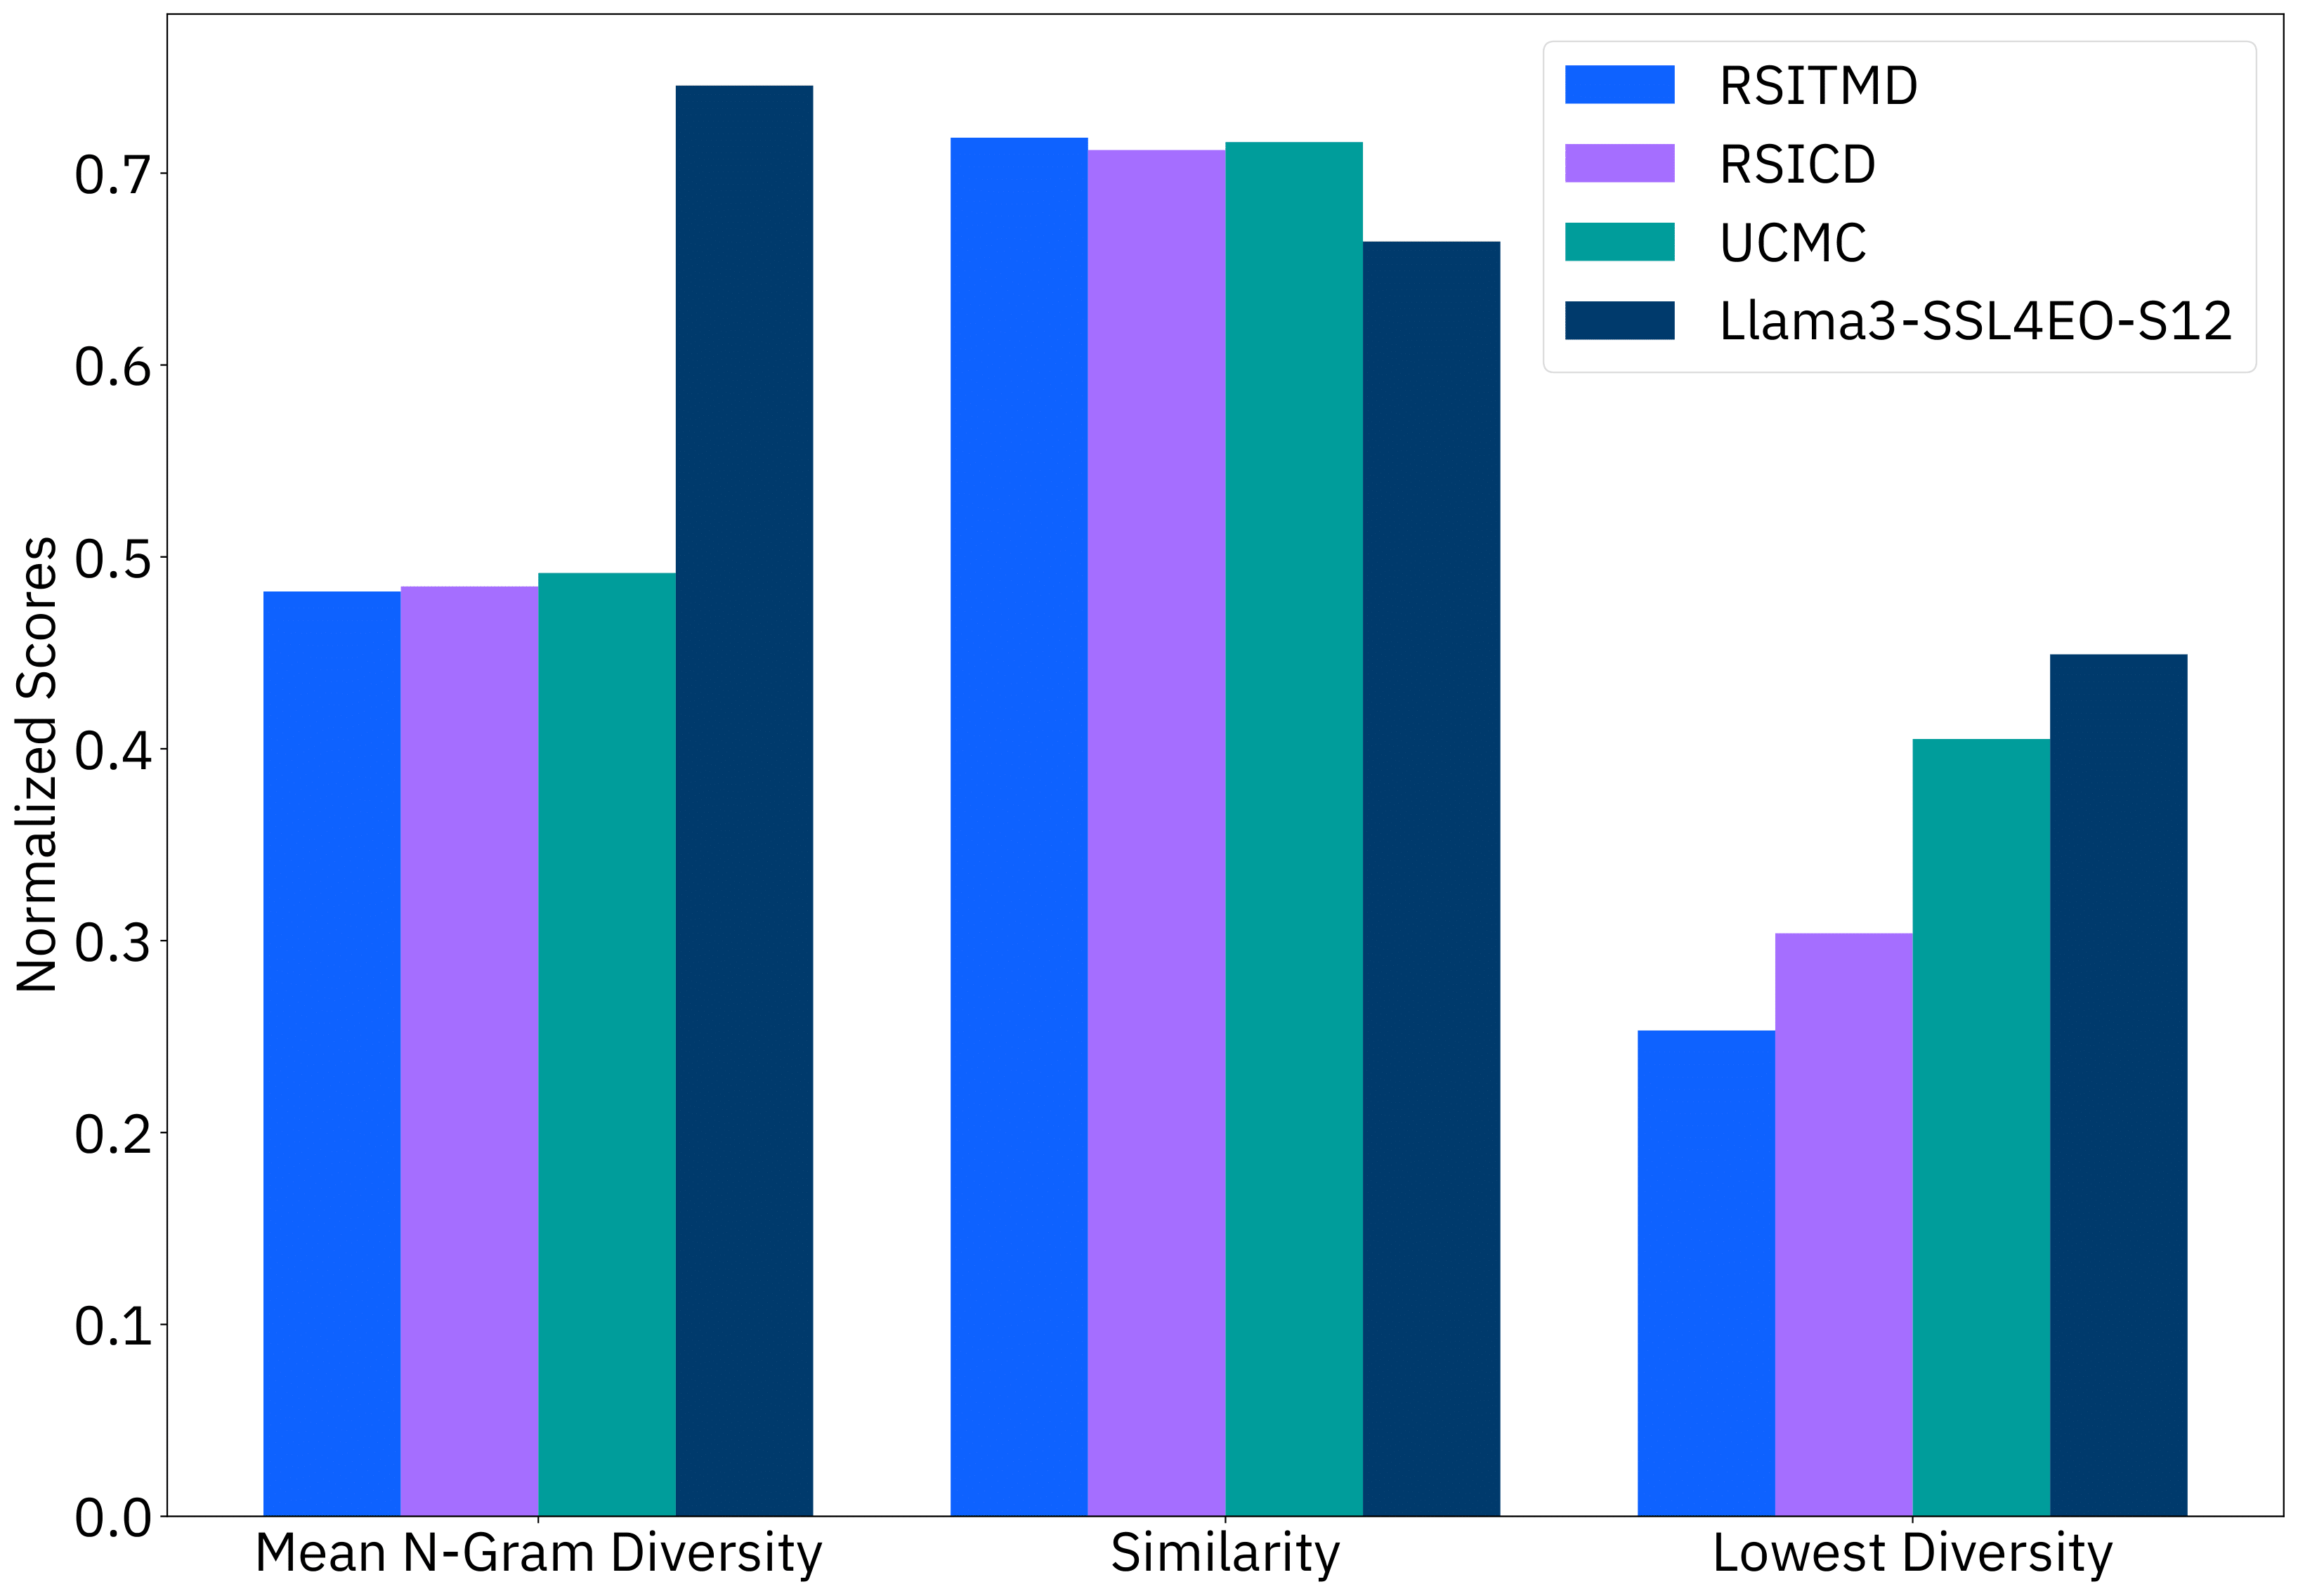 Normalized Scores
0.7
0.6
0.5
0.4
0.3
0.2
0.1
0.0
Mean N-Gram Diversity
Similarity
Lowest Diversity
RSITMD
RSICD
UCMC
Llama3-SSL4EO-S12